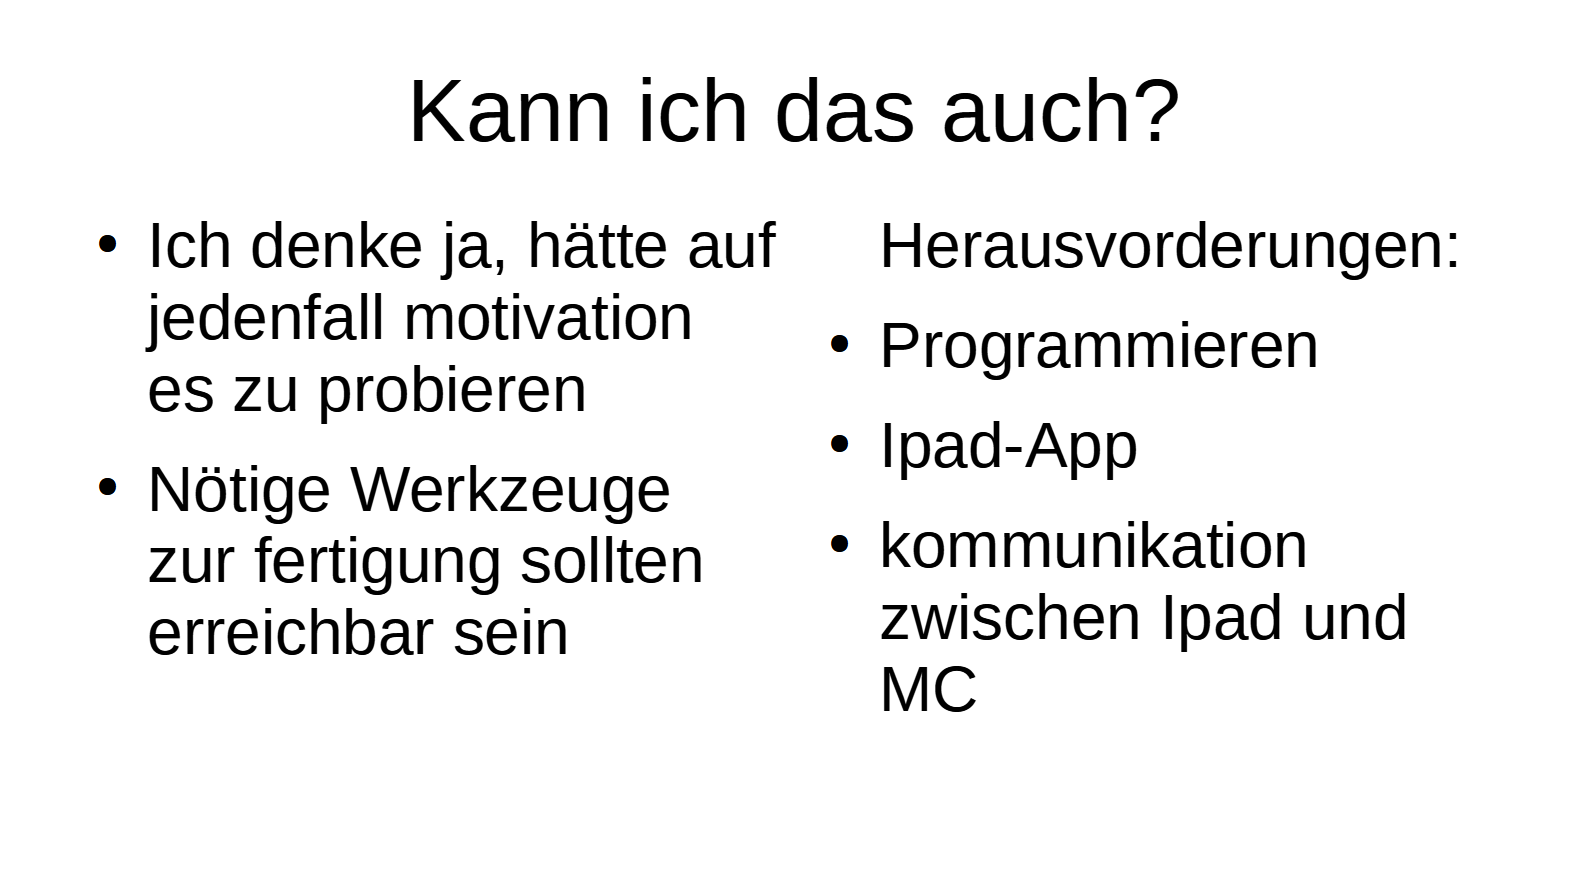 Kann ich das auch?
• Ich denke ja, hätte auf
jedenfall motivation
es zu probieren
• Nötige Werkzeuge
zur fertigung sollten
erreichbar sein
Herausvorderungen:
• Programmieren
• Ipad-App
• kommunikation
zwischen Ipad und
MC